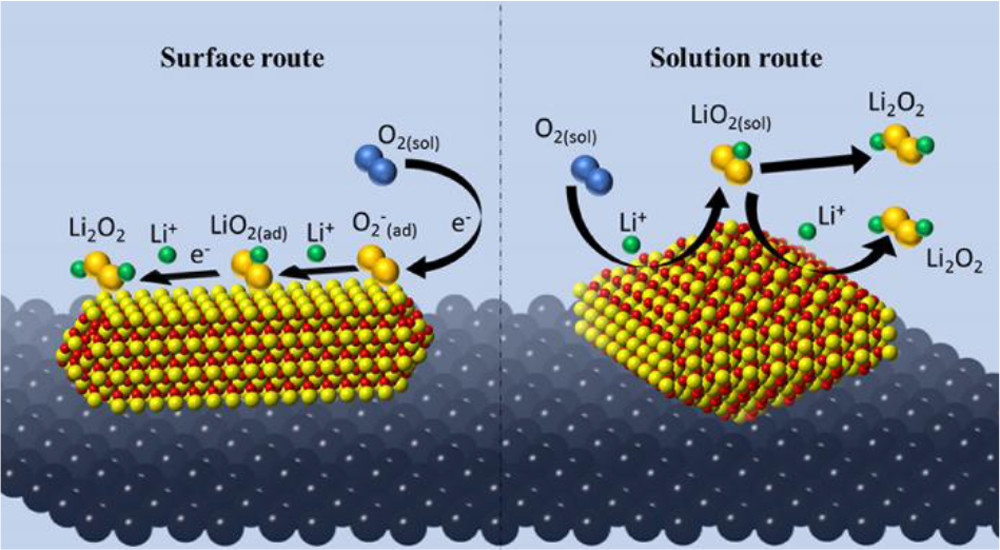 Surface route
O₂(sol)
e⁻
O₂⁻(ad)
Li⁺
LiO₂(ad)
e⁻
Li⁺
Li₂O₂
Solution route
O₂(sol)
Li⁺
LiO₂(sol)
Li₂O₂
Li⁺
Li₂O₂